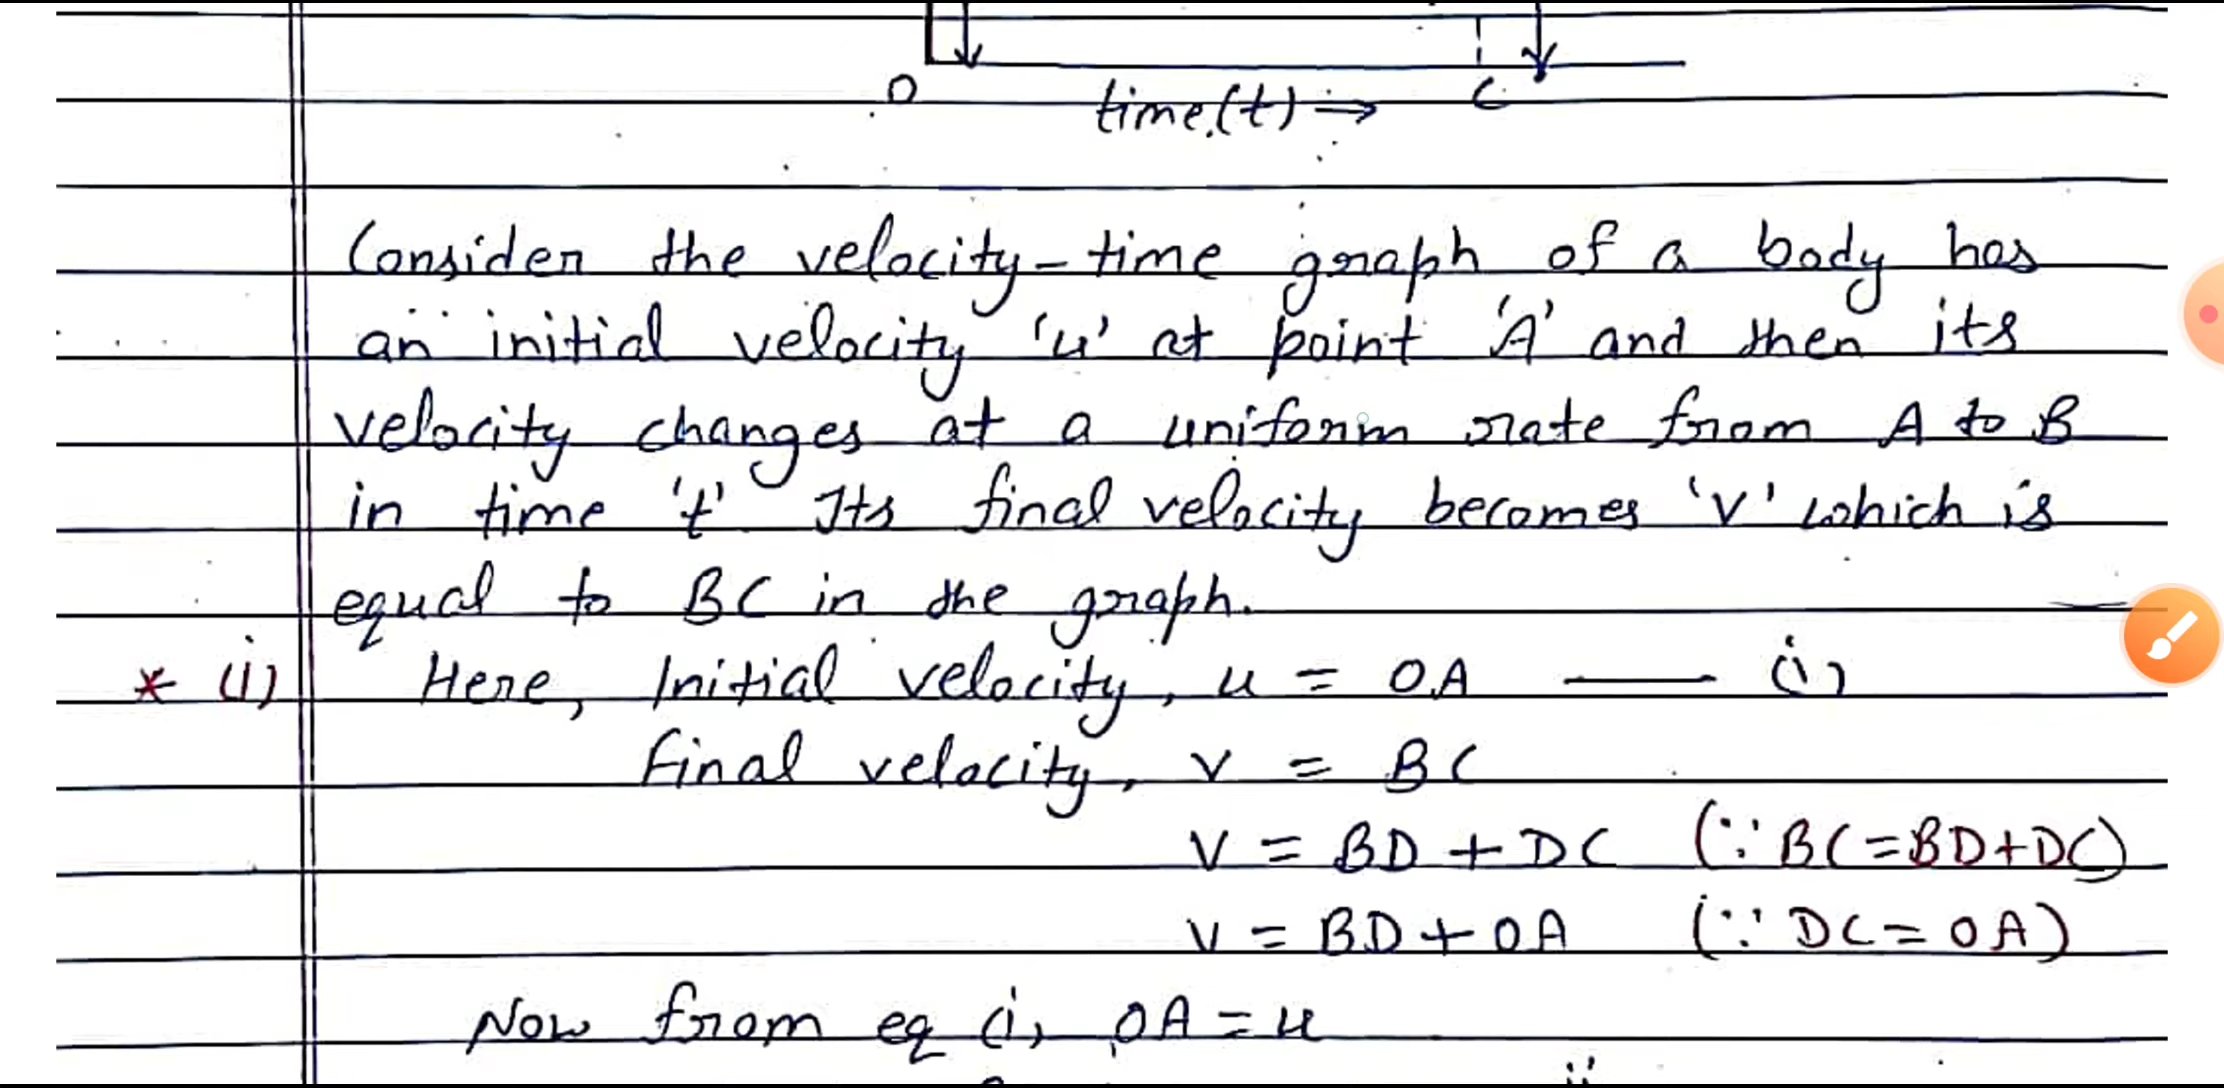 O time(t) → C
Consider the velocity-time graph of a body has
an initial velocity 'u' at point 'A' and then its
velocity changes at a uniform rate from A to B
in time 't' Its final velocity becomes 'v' which is
equal to BC in the graph.
* (i) Here, Initial velocity, u = OA — (i)
Final velocity, v = BC
v = BD + DC (∵ BC=BD+DC)
v = BD + OA (∵ DC = OA)
Now from eq (i), OA = u